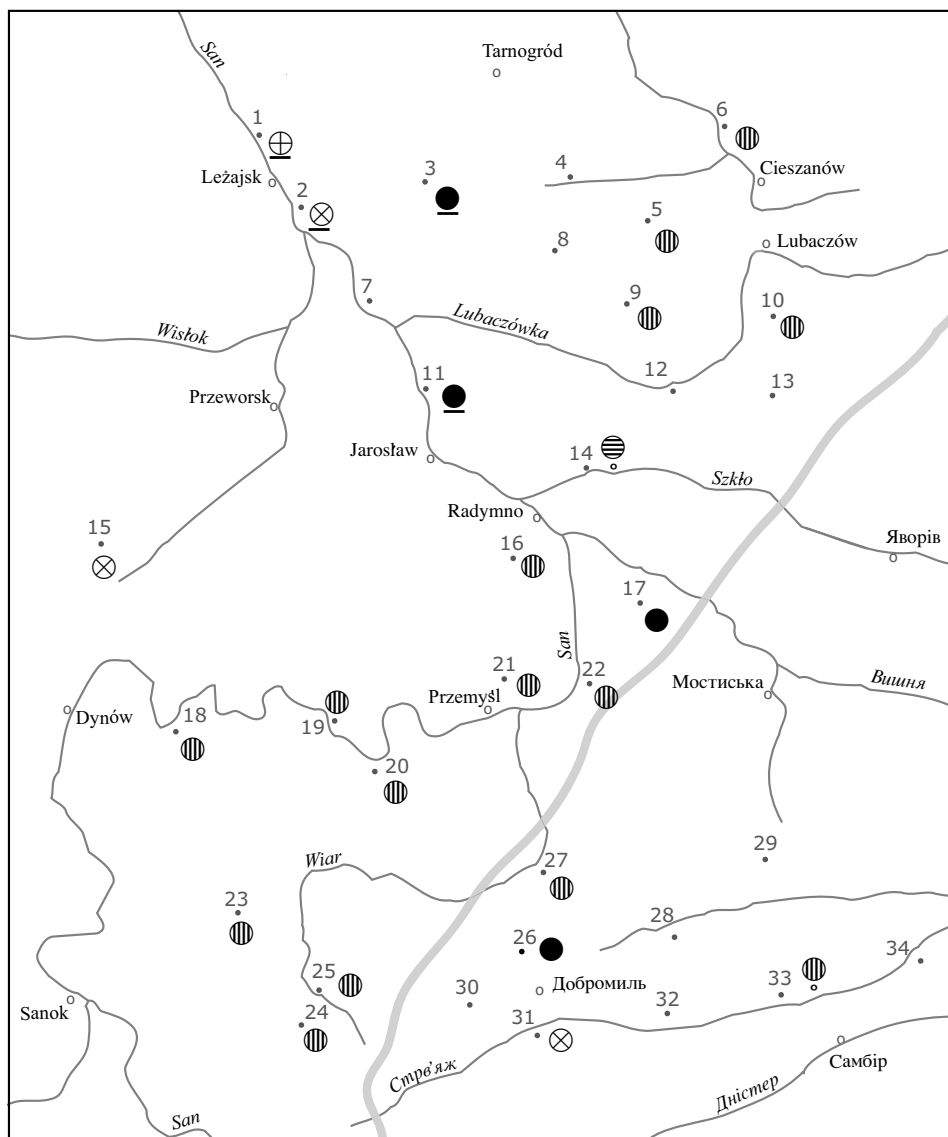 San
Tarnogród
1
6
Leżajsk
3
4
Cieszanów
2
5
8
Lubaczów
7
9
10
Lubaczówka
Wisłok
11
12
13
Przeworsk
Jarosław
14
Szkło
Radymno
15
16
Яворів
17
San
21
22
Przemyśl
Мостиська
Вишня
Dynów
18
19
20
Wiar
27
29
23
28
26
34
25
33
Добромиль
30
32
Sanok
24
31
Стрв’яж
Самбір
Дністер
San